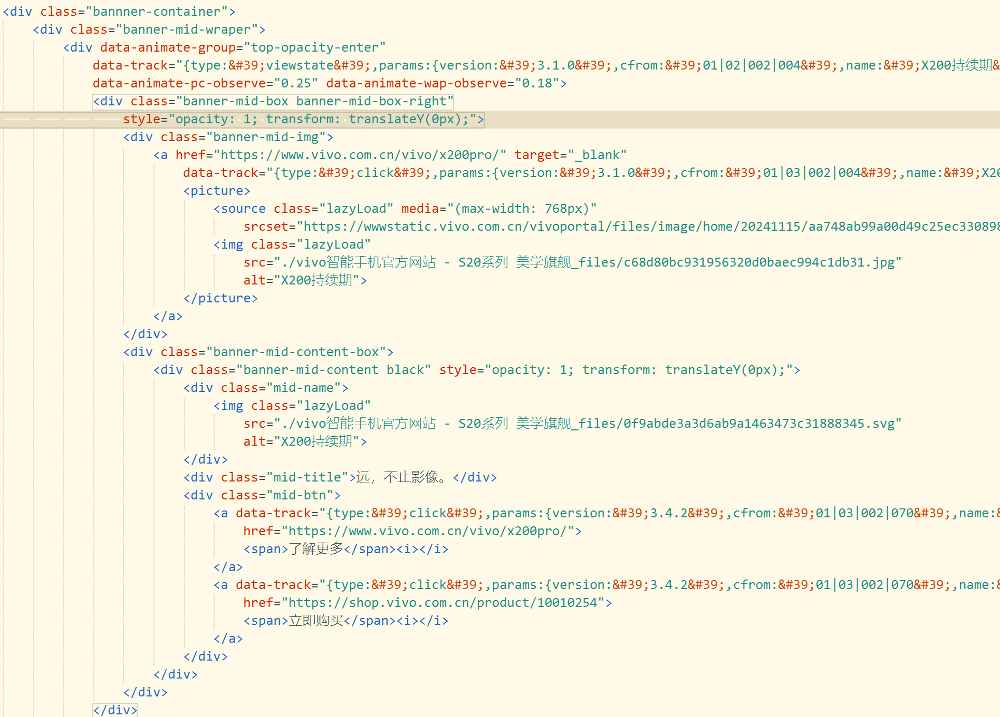 <div class="bannner-container">
<div class="banner-mid-wraper">
<div data-animate-group="top-opacity-enter"
data-track="{type:&#39;viewstate&#39;,params:{version:&#39;3.1.0&#39;,cfrom:&#39;01|02|002|004&#39;,name:&#39;X200持续期&
data-animate-pc-observe="0.25" data-animate-wap-observe="0.18">
<div class="banner-mid-box banner-mid-box-right"
style="opacity: 1; transform: translateY(0px);">
<div class="banner-mid-img">
<a href="https://www.vivo.com.cn/vivo/x200pro/" target="_blank"
data-track="{type:&#39;click&#39;,params:{version:&#39;3.1.0&#39;,cfrom:&#39;01|03|002|004&#39;,name:&#39;X20
<picture>
<source class="lazyLoad" media="(max-width: 768px)"
srcset="https://wwwstatic.vivo.com.cn/vivoportal/files/image/home/20241115/aa748ab99a00d49c25ec330898
<img class="lazyLoad"
src="./vivo智能手机官方网站 - S20系列 美学旗舰_files/c68d80bc931956320d0baec994c1db31.jpg"
alt="X200持续期">
</picture>
</a>
</div>
<div class="banner-mid-content-box">
<div class="banner-mid-content black" style="opacity: 1; transform: translateY(0px);">
<div class="mid-name">
<img class="lazyLoad"
src="./vivo智能手机官方网站 - S20系列 美学旗舰_files/0f9abde3a3d6ab9a1463473c31888345.svg"
alt="X200持续期">
</div>
<div class="mid-title">远，不止影像。</div>
<div class="mid-btn">
<a data-track="{type:&#39;click&#39;,params:{version:&#39;3.4.2&#39;,cfrom:&#39;01|03|002|070&#39;,name:&
href="https://www.vivo.com.cn/vivo/x200pro/">
<span>了解更多</span><i></i>
</a>
<a data-track="{type:&#39;click&#39;,params:{version:&#39;3.4.2&#39;,cfrom:&#39;01|03|002|070&#39;,name:&
href="https://shop.vivo.com.cn/product/10010254">
<span>立即购买</span><i></i>
</a>
</div>
</div>
</div>
</div>